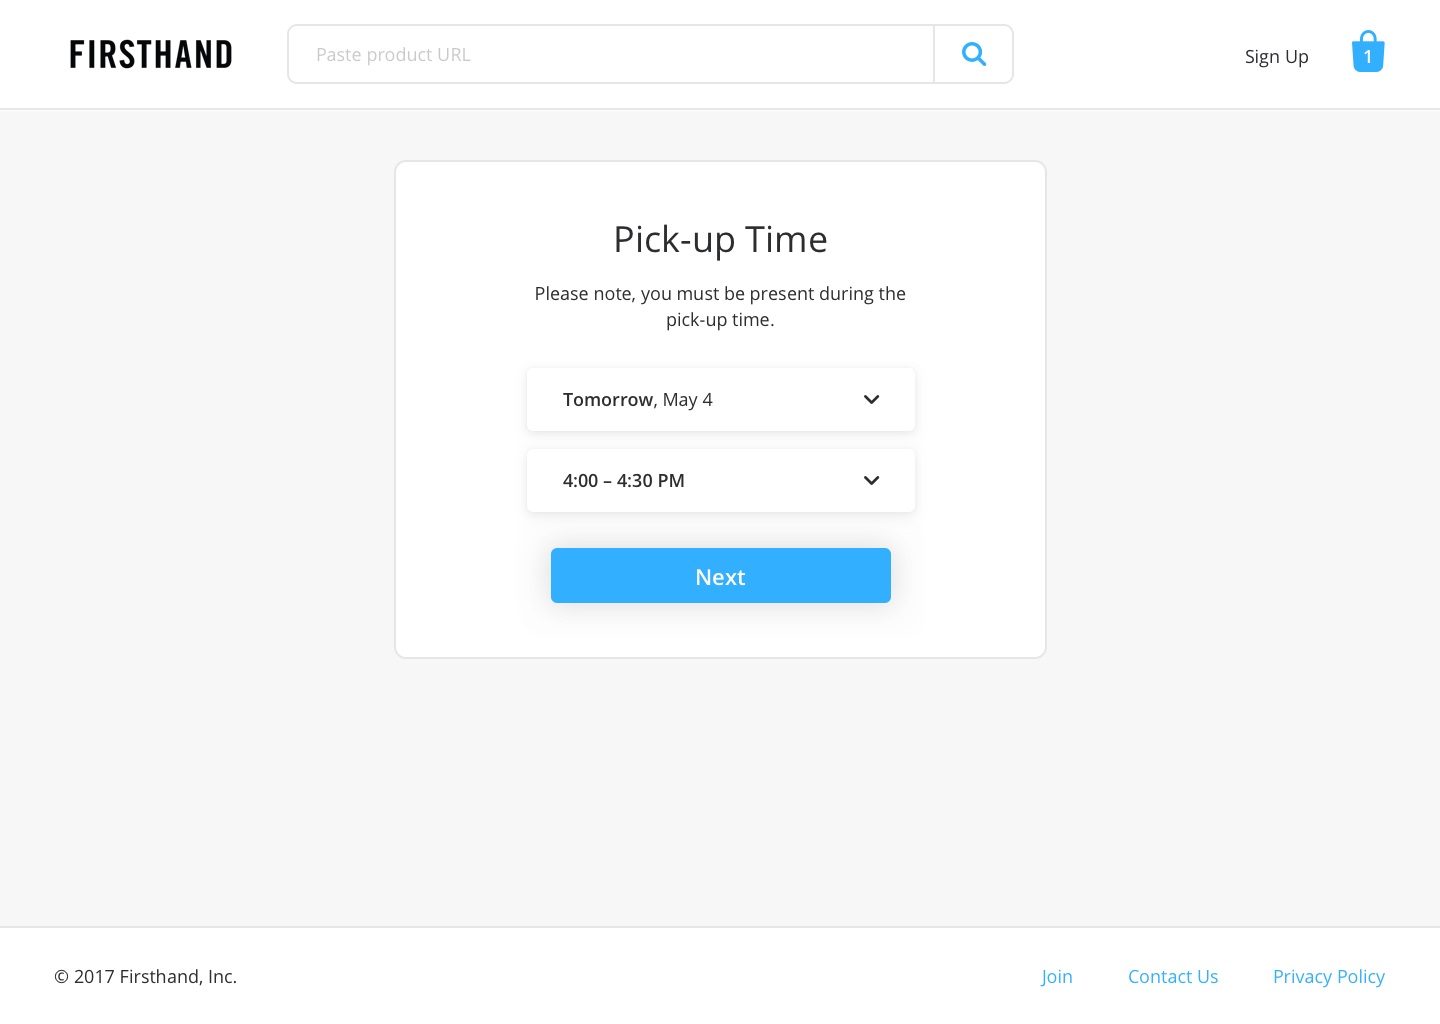 FIRSTHAND
Paste product URL
Sign Up
1
Pick-up Time
Please note, you must be present during the
pick-up time.
Tomorrow, May 4
4:00 – 4:30 PM
Next
© 2017 Firsthand, Inc.
Join
Contact Us
Privacy Policy